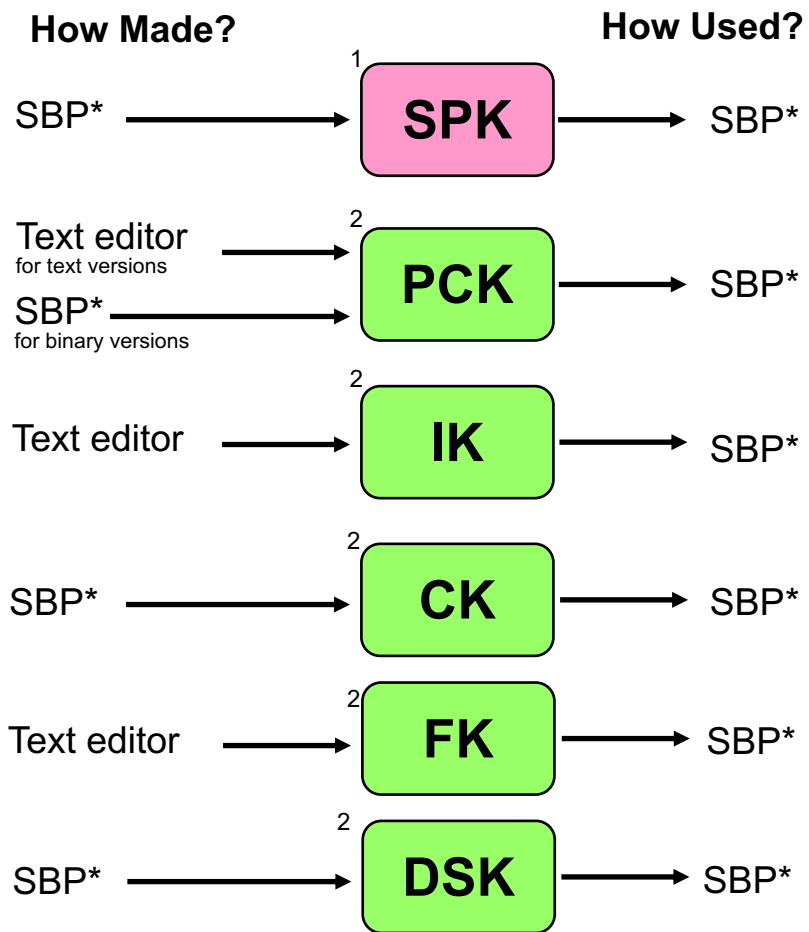 How Made?
How Used?
1
SBP*
SPK
SBP*
2
Text editor
for text versions
PCK
SBP*
SBP*
for binary versions
2
Text editor
IK
SBP*
2
SBP*
CK
SBP*
2
Text editor
FK
SBP*
2
SBP*
DSK
SBP*